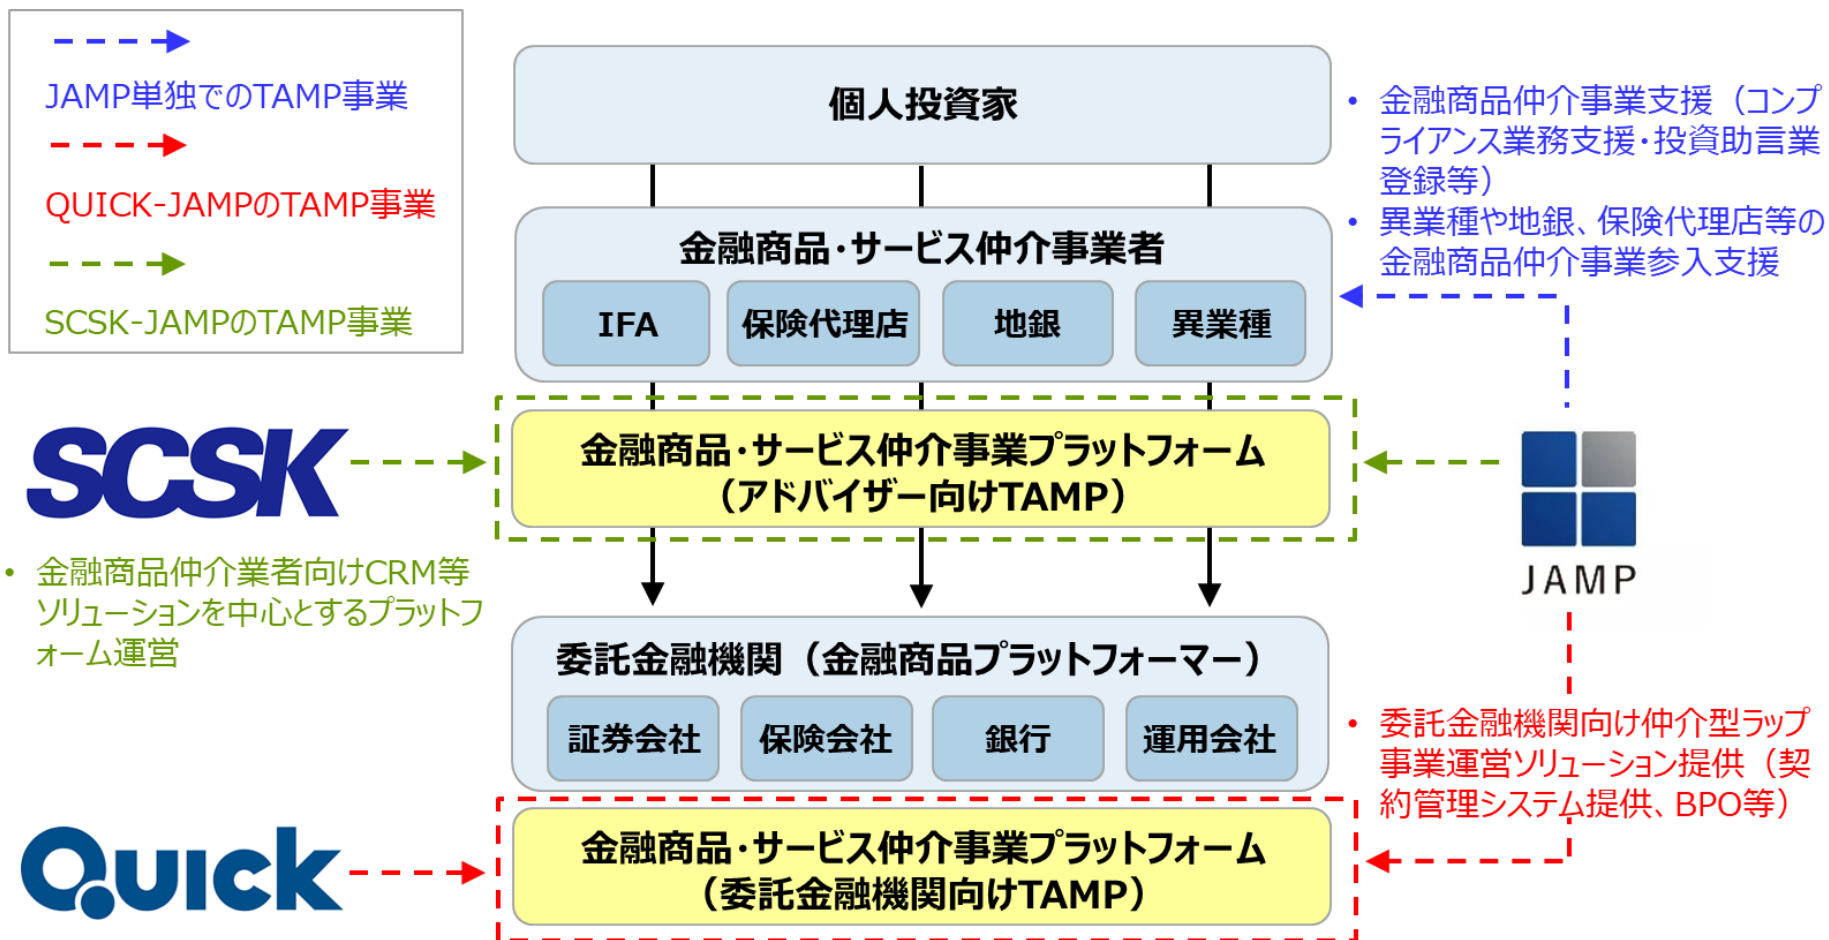 JAMP単独でのTAMP事業
QUICK-JAMPのTAMP事業
SCSK-JAMPのTAMP事業
個人投資家
金融商品・サービス仲介事業者
IFA
保険代理店
地銀
異業種
• 金融商品仲介事業支援（コンプ
ライアンス業務支援・投資助言業
登録等）
• 異業種や地銀、保険代理店等の
金融商品仲介事業参入支援
SCSK
金融商品・サービス仲介事業プラットフォーム
（アドバイザー向けTAMP）
JAMP
• 金融商品仲介業者向けCRM等
ソリューションを中心とするプラットフ
ォーム運営
委託金融機関（金融商品プラットフォーマー）
証券会社
保険会社
銀行
運用会社
• 委託金融機関向け仲介型ラップ
事業運営ソリューション提供（契
約管理システム提供、BPO等）
QUICK
金融商品・サービス仲介事業プラットフォーム
（委託金融機関向けTAMP）